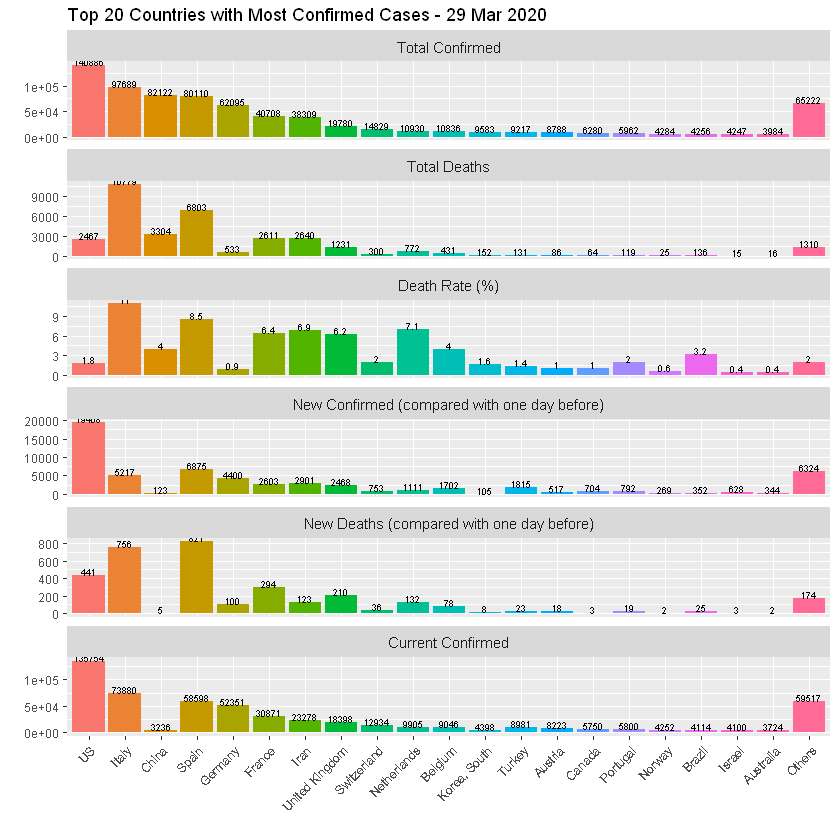 Top 20 Countries with Most Confirmed Cases - 29 Mar 2020
Total Confirmed
1e+05
5e+04
0e+00
140886 97689 82122 80110 62095 40708 38309 19780 14829 10930 10836 9583 9217 8788 6280 5962 4284 4256 4247 3984 65222
Total Deaths
9000
6000
3000
0
2467 10779 3304 6803 533 2611 2640 1231 300 772 431 152 131 86 64 119 25 136 15 16 1310
Death Rate (%)
9
6
3
0
1.8 11 4 8.5 0.9 6.4 6.9 6.2 2 7.1 4 1.6 1.4 1 1 2 0.6 3.2 0.4 0.4 2
New Confirmed (compared with one day before)
20000
15000
10000
5000
0
19408 5217 123 6875 4400 2603 2901 2468 753 1111 1702 105 1815 517 704 792 269 352 628 344 6324
New Deaths (compared with one day before)
800
600
400
200
0
441 756 5 821 100 294 123 210 36 132 78 8 23 18 3 19 2 25 3 2 174
Current Confirmed
1e+05
5e+04
0e+00
135754 73880 3236 58598 52351 30871 23278 18398 12934 9905 9046 4398 8981 8223 5750 5800 4252 4114 4100 3724 59517
US Italy China Spain Germany France Iran United Kingdom Switzerland Netherlands Belgium Korea, South Turkey Austria Canada Portugal Norway Brazil Israel Australia Others